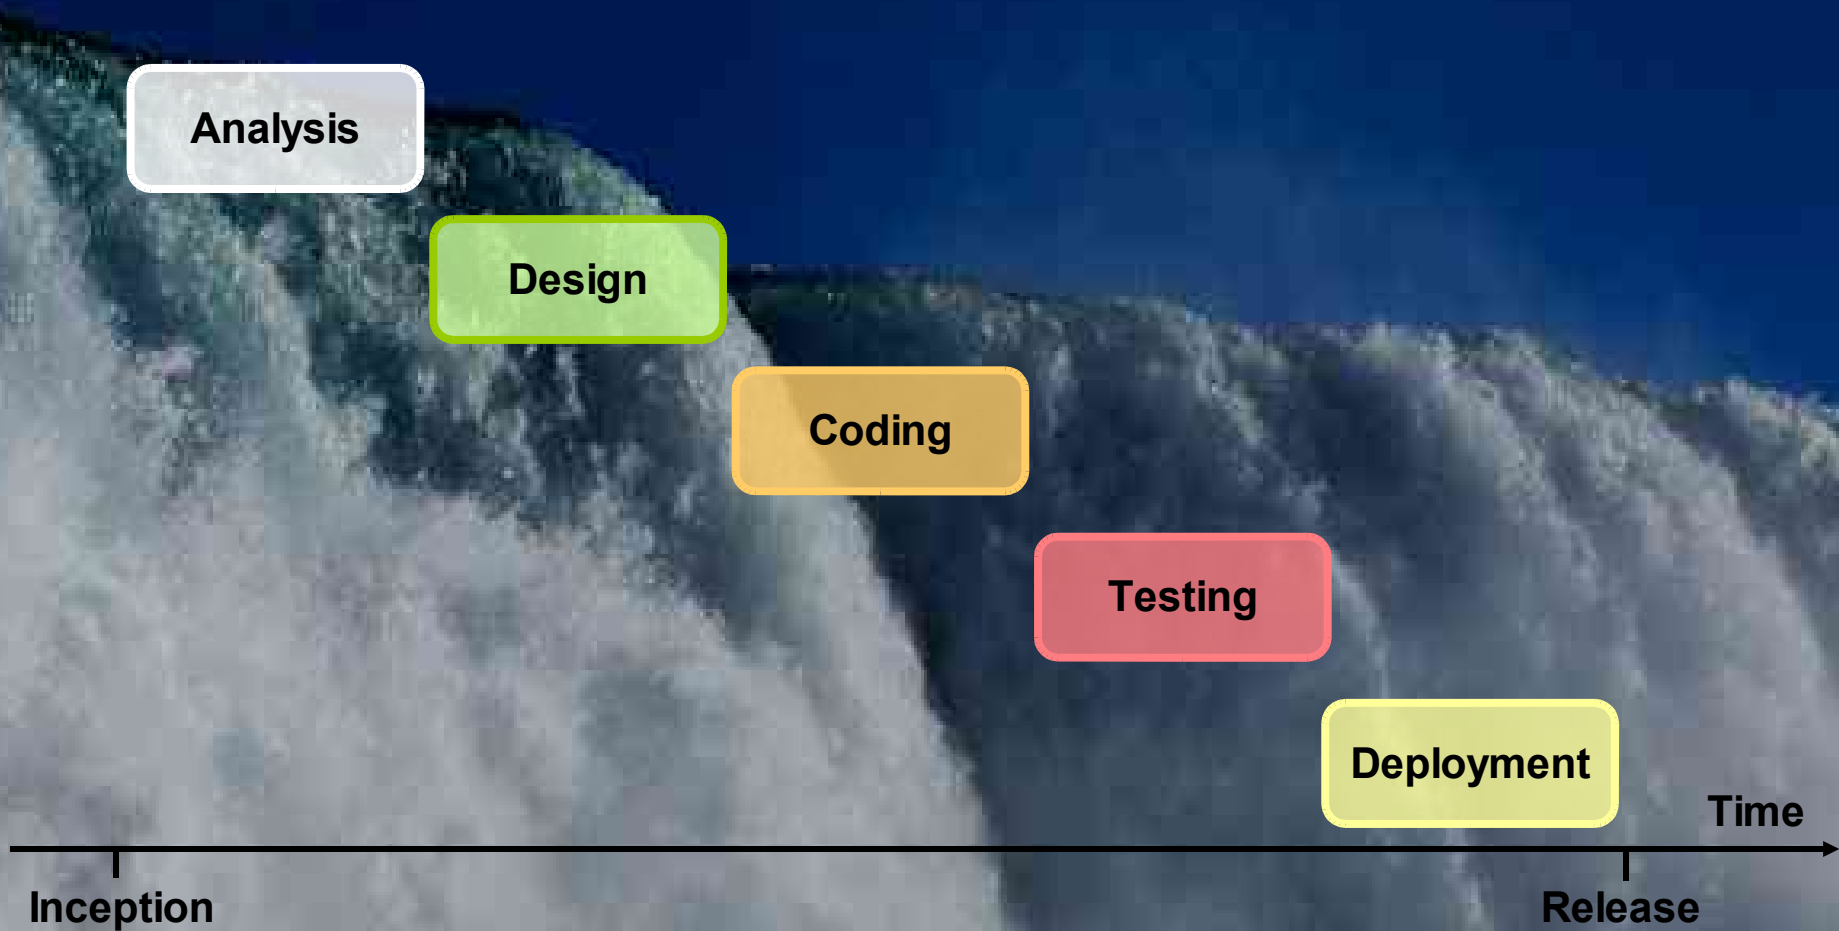 Analysis
Design
Coding
Testing
Deployment
Time
Inception
Release